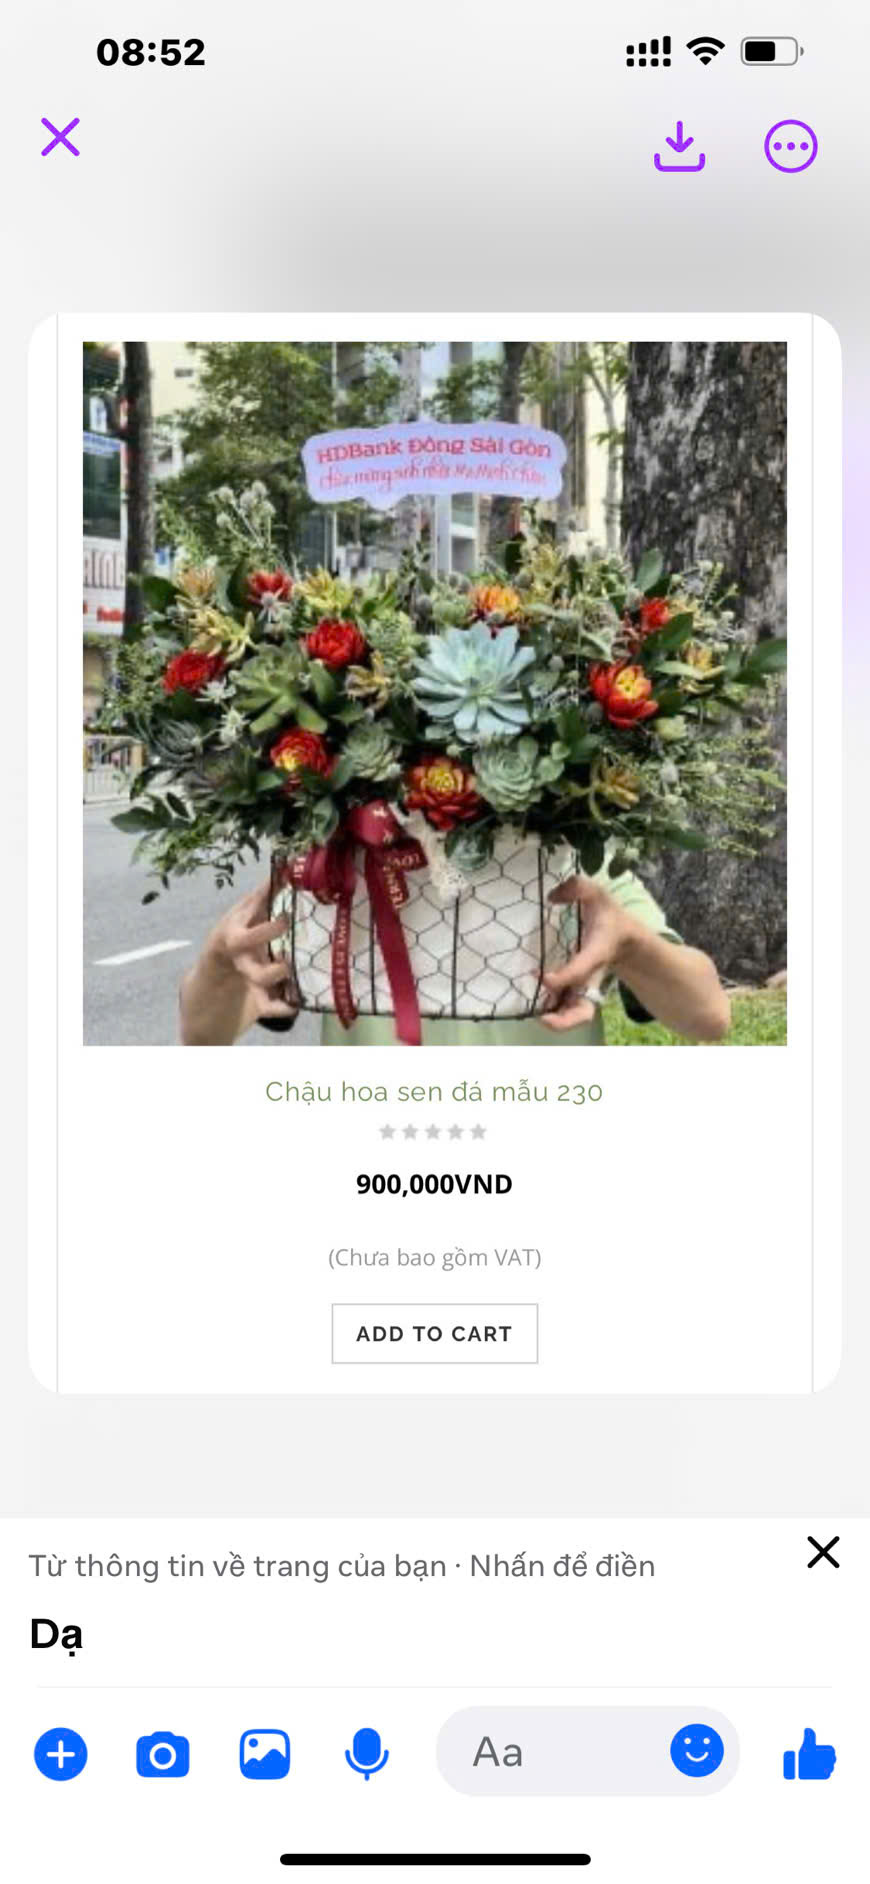 08:52
HDBank Đông Sài Gòn
Chậu hoa sen đá mẫu 230
900,000VND
(Chưa bao gồm VAT)
ADD TO CART
Từ thông tin về trang của bạn · Nhấn để điền
Dạ
Aa